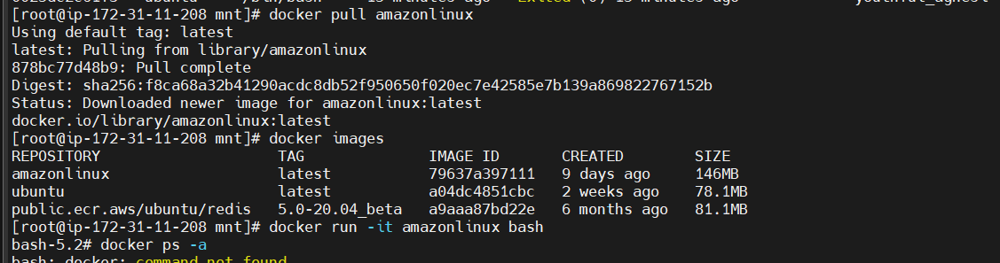 [root@ip-172-31-11-208 mnt]# docker pull amazonlinux
Using default tag: latest
latest: Pulling from library/amazonlinux
878bc77d48b9: Pull complete
Digest: sha256:f8ca68a32b41290acdc8db52f950650f020ec7e42585e7b139a869822767152b
Status: Downloaded newer image for amazonlinux:latest
docker.io/library/amazonlinux:latest
[root@ip-172-31-11-208 mnt]# docker images
REPOSITORY TAG IMAGE ID CREATED SIZE
amazonlinux latest 79637a397111 9 days ago 146MB
ubuntu latest a04dc4851cbc 2 weeks ago 78.1MB
public.ecr.aws/ubuntu/redis 5.0-20.04_beta a9aaa87bd22e 6 months ago 81.1MB
[root@ip-172-31-11-208 mnt]# docker run -it amazonlinux bash
bash-5.2# docker ps -a
bash: docker: command not found